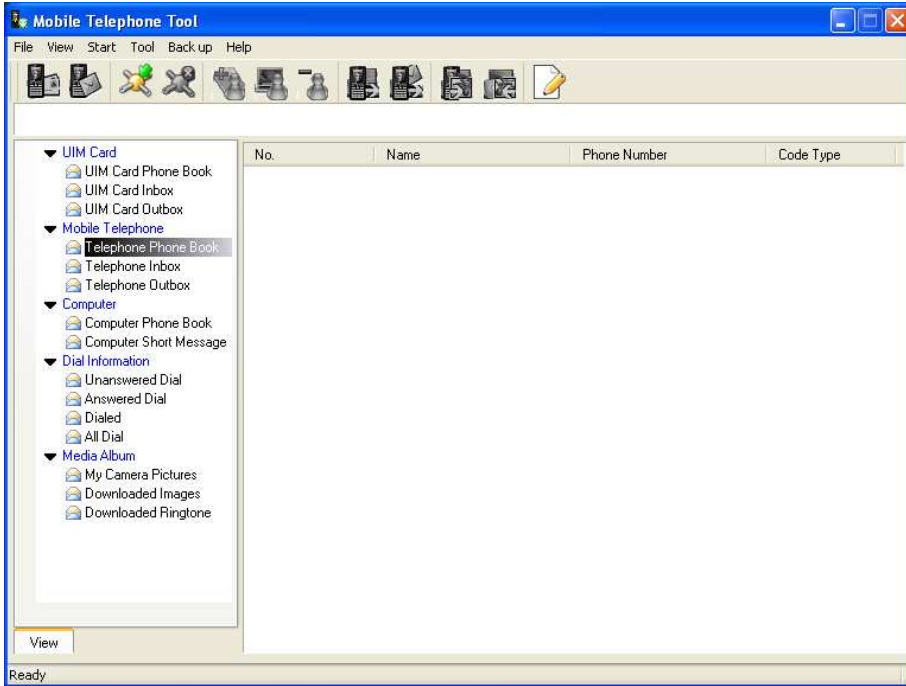 Mobile Telephone Tool
File View Start Tool Back up Help
UIM Card
UIM Card Phone Book
UIM Card Inbox
UIM Card Outbox
Mobile Telephone
Telephone Phone Book
Telephone Inbox
Telephone Outbox
Computer
Computer Phone Book
Computer Short Message
Dial Information
Unanswered Dial
Answered Dial
Dialed
All Dial
Media Album
My Camera Pictures
Downloaded Images
Downloaded Ringtone
No. Name Phone Number Code Type
View
Ready